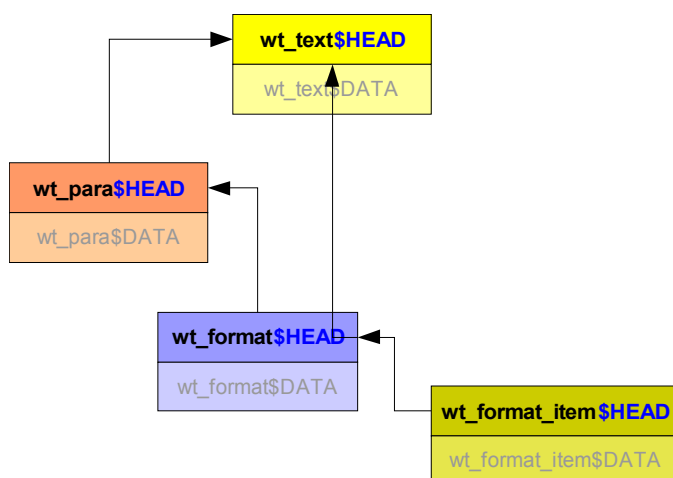 wt_text$HEAD
wt_text$DATA
wt_para$HEAD
wt_para$DATA
wt_format$HEAD
wt_format$DATA
wt_format_item$HEAD
wt_format_item$DATA